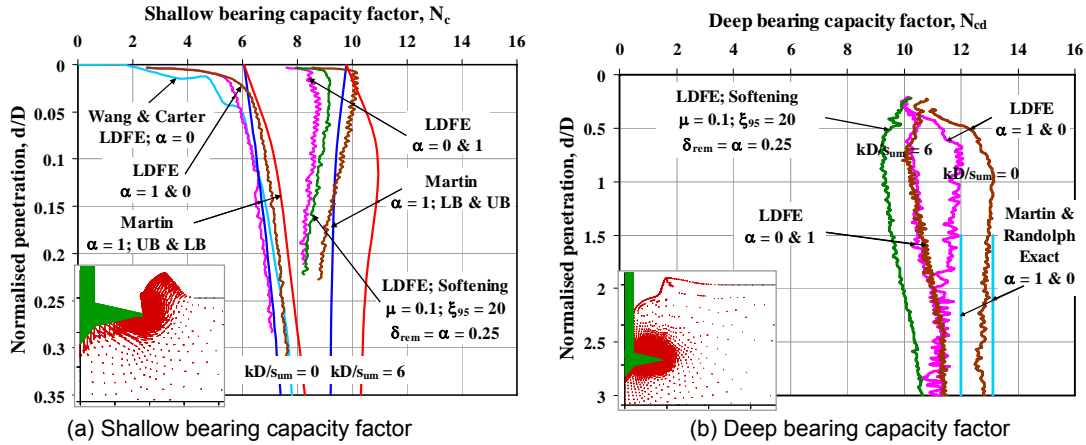 Shallow bearing capacity factor, Nc
0 2 4 6 8 10 12 14 16
Normalised penetration, d/D
0
0.05
0.1
0.15
0.2
0.25
0.3
0.35
Wang & Carter
LDFE; α = 0
LDFE
α = 1 & 0
Martin
α = 1; UB & LB
LDFE
α = 0 & 1
Martin
α = 1; LB & UB
LDFE; Softening
μ = 0.1; ξ95 = 20
δrem = α = 0.25
kD/sum = 0 kD/sum = 6
(a) Shallow bearing capacity factor
Deep bearing capacity factor, Ncd
0 2 4 6 8 10 12 14 16
Normalised penetration, d/D
0
0.5
1
1.5
2
2.5
3
LDFE; Softening
μ = 0.1; ξ95 = 20
δrem = α = 0.25
kD/sum = 6
LDFE
α = 1 & 0
kD/sum = 0
LDFE
α = 0 & 1
Martin &
Randolph
Exact
α = 1 & 0
(b) Deep bearing capacity factor